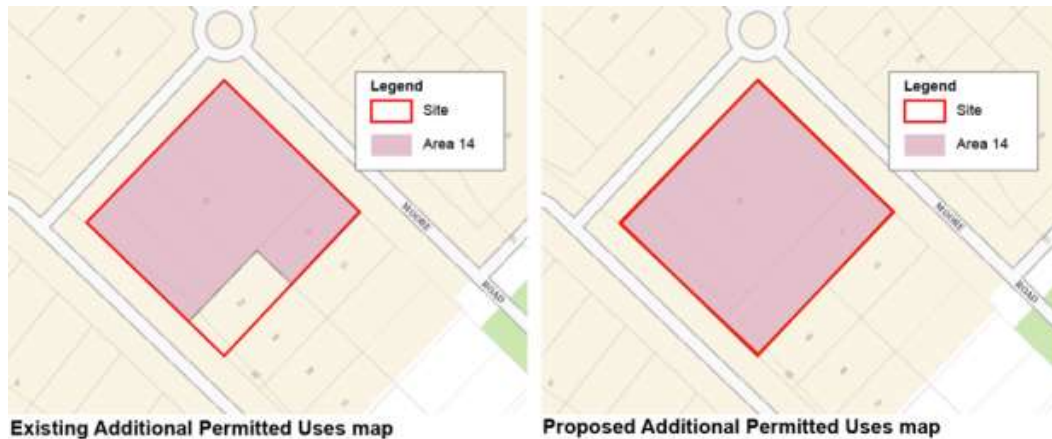 Legend
Site
Area 14
MOORE
ROAD
Existing Additional Permitted Uses map
Legend
Site
Area 14
MOORE
ROAD
Proposed Additional Permitted Uses map